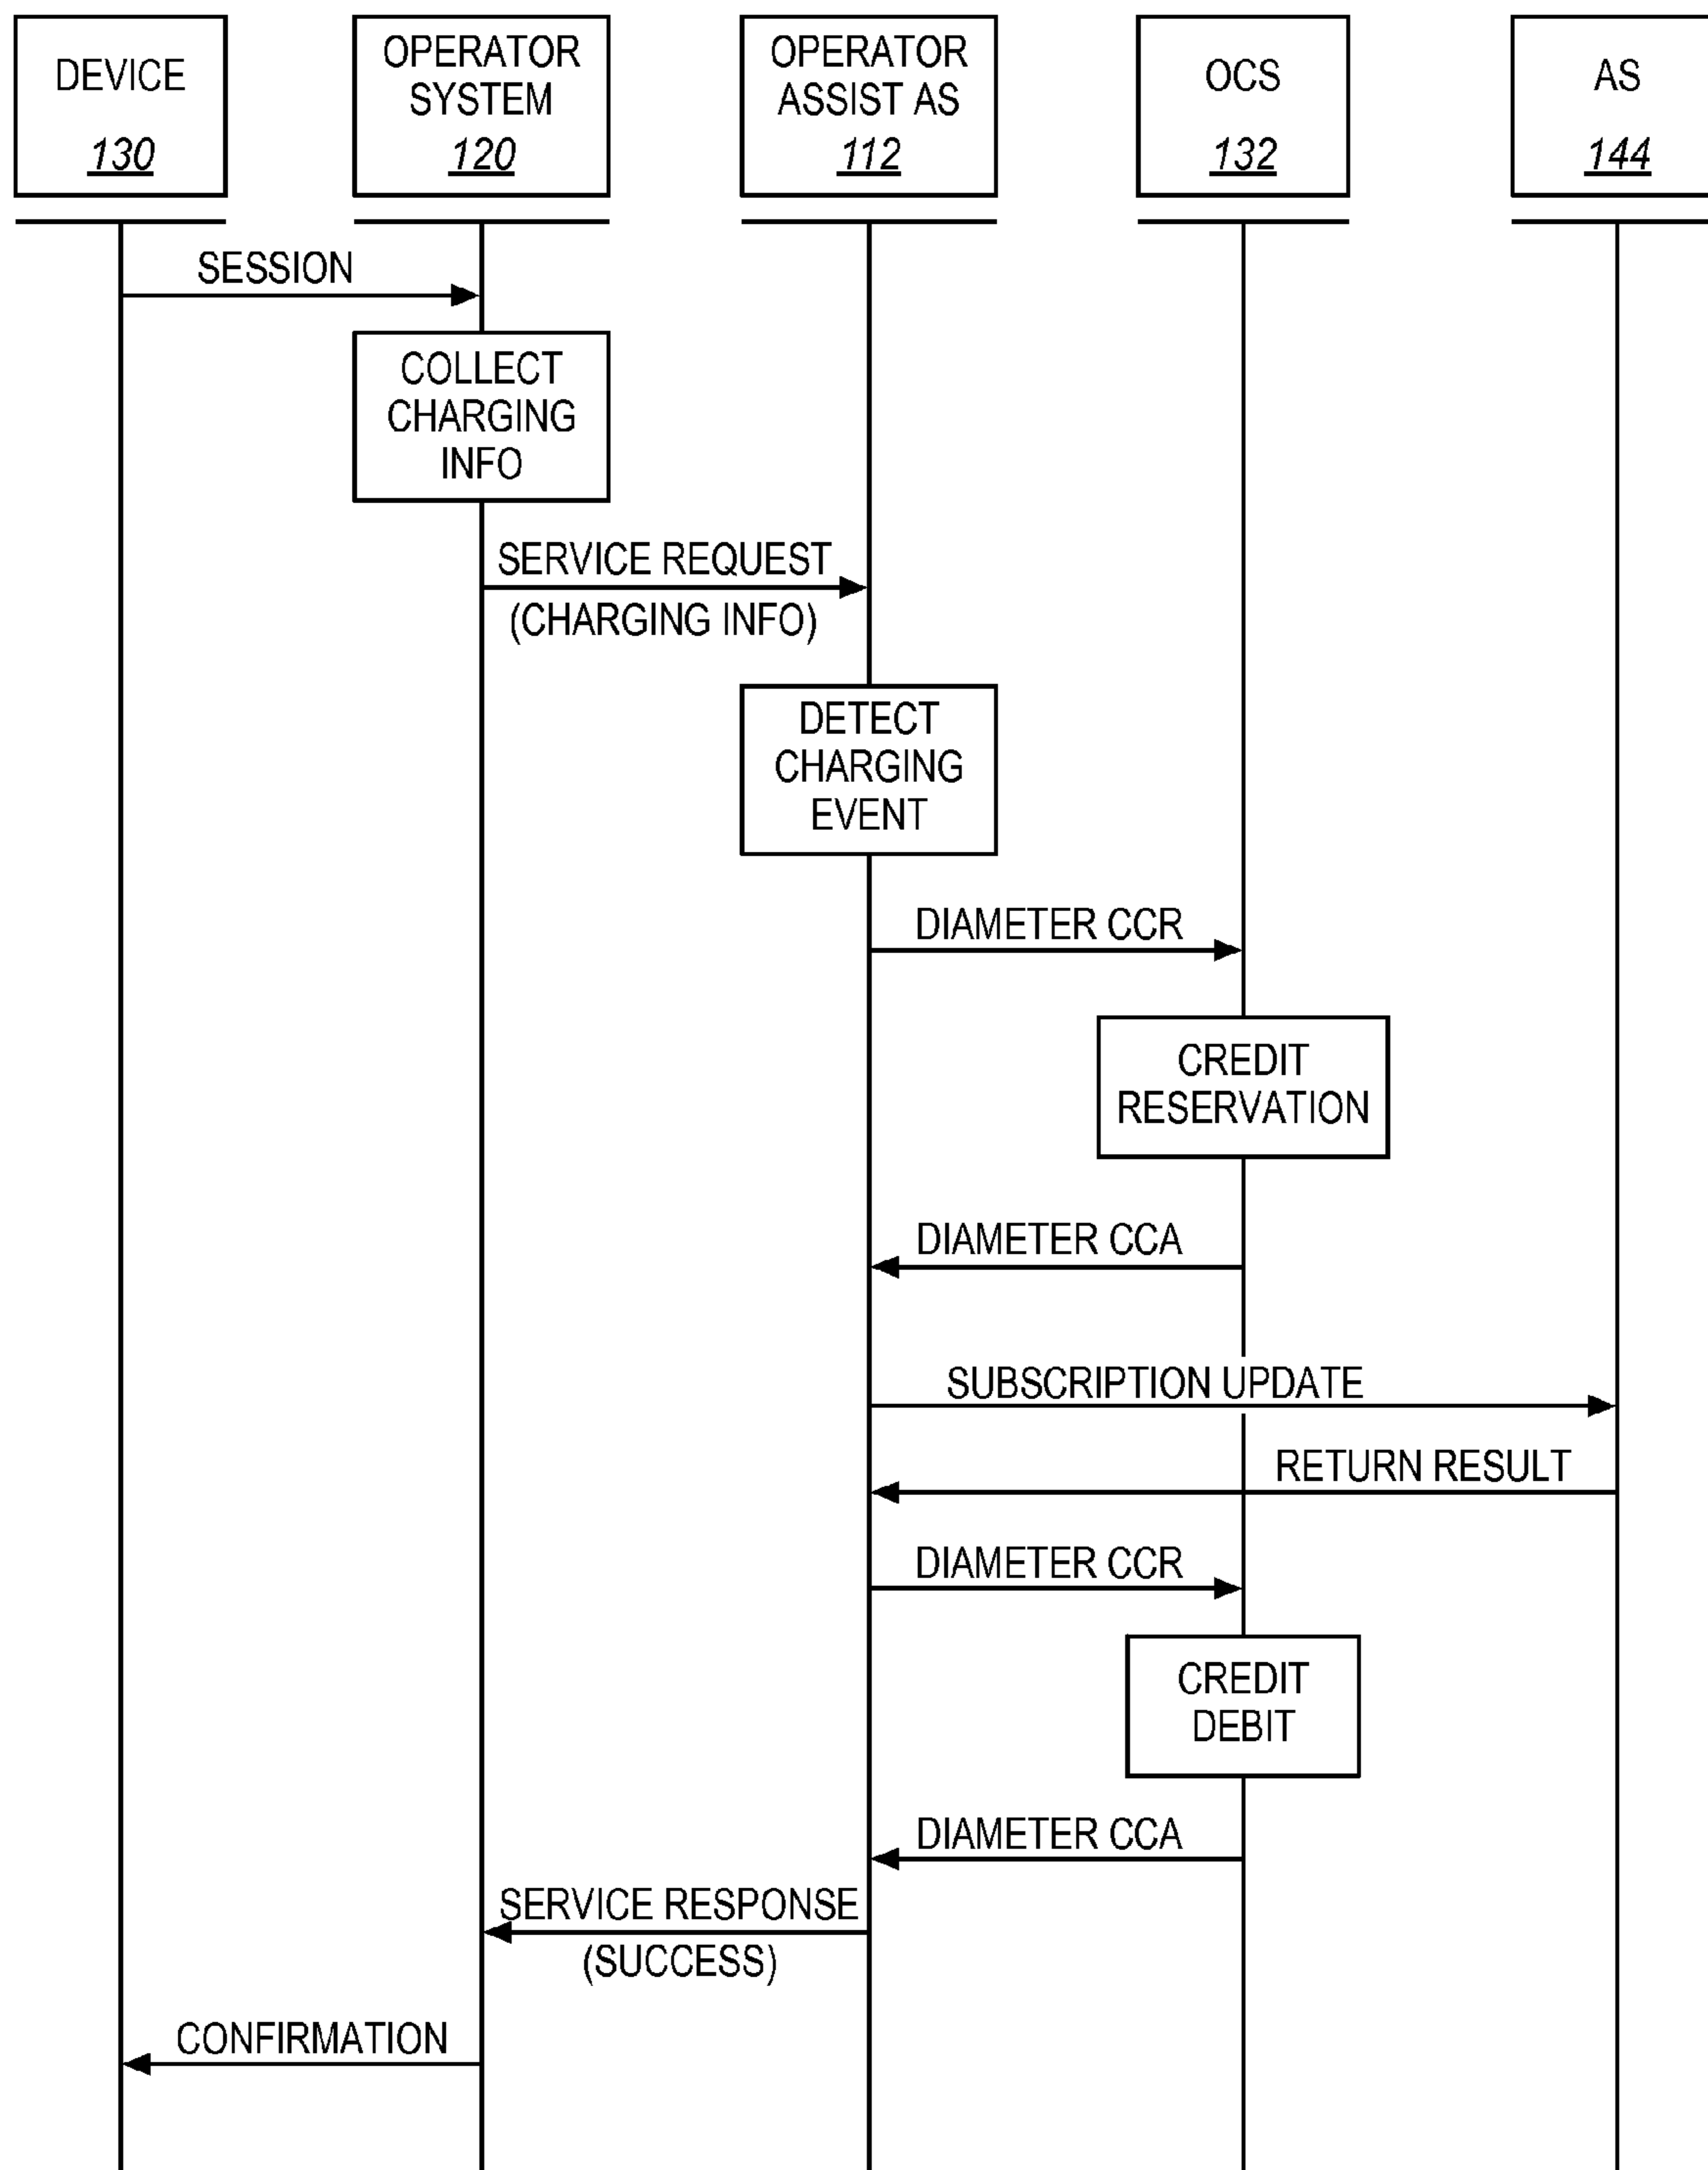 DEVICE
130
OPERATOR
SYSTEM
120
OPERATOR
ASSIST AS
112
OCS
132
AS
144
SESSION
COLLECT
CHARGING
INFO
SERVICE REQUEST
(CHARGING INFO)
DETECT
CHARGING
EVENT
DIAMETER CCR
CREDIT
RESERVATION
DIAMETER CCA
SUBSCRIPTION UPDATE
RETURN RESULT
DIAMETER CCR
CREDIT
DEBIT
DIAMETER CCA
SERVICE RESPONSE
(SUCCESS)
CONFIRMATION